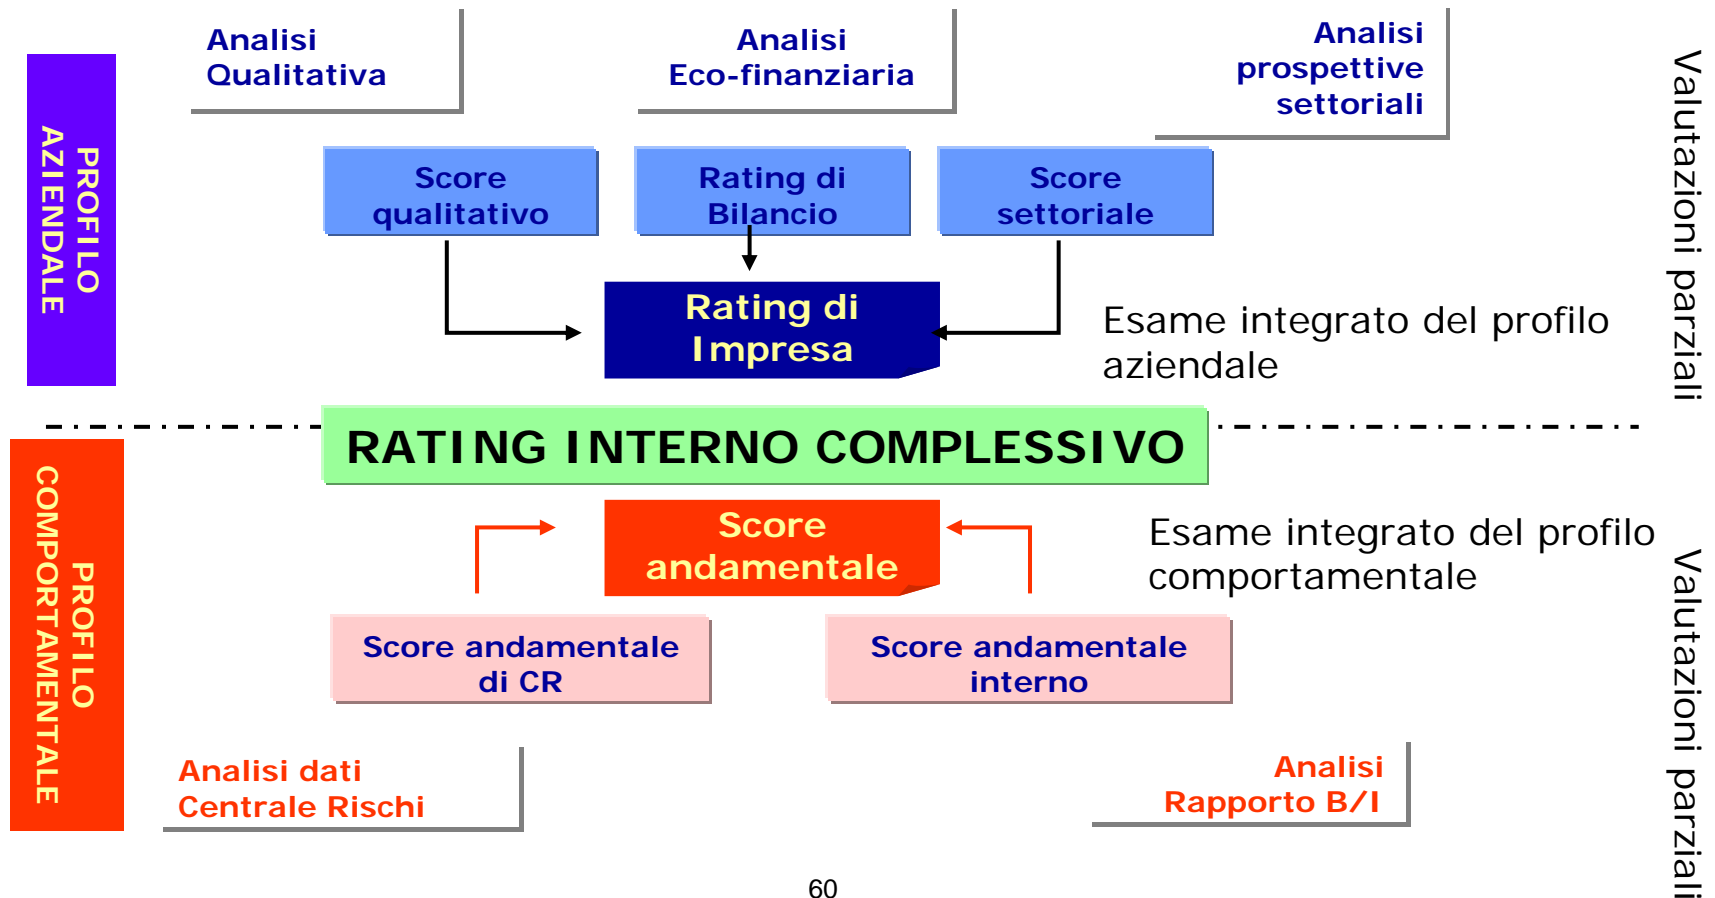 Analisi
Qualitativa
Analisi
Eco-finanziaria
Analisi
prospettive
settoriali
PROFILO
AZIENDALE
Valutazioni parziali
Score
qualitativo
Rating di
Bilancio
Score
settoriale
Rating di
Impresa
Esame integrato del profilo
aziendale
RATING INTERNO COMPLESSIVO
PROFILO
COMPORTAMENTALE
Score
andamentale
Esame integrato del profilo
comportamentale
Valutazioni parziali
Score andamentale
di CR
Score andamentale
interno
Analisi dati
Centrale Rischi
Analisi
Rapporto B/I
60